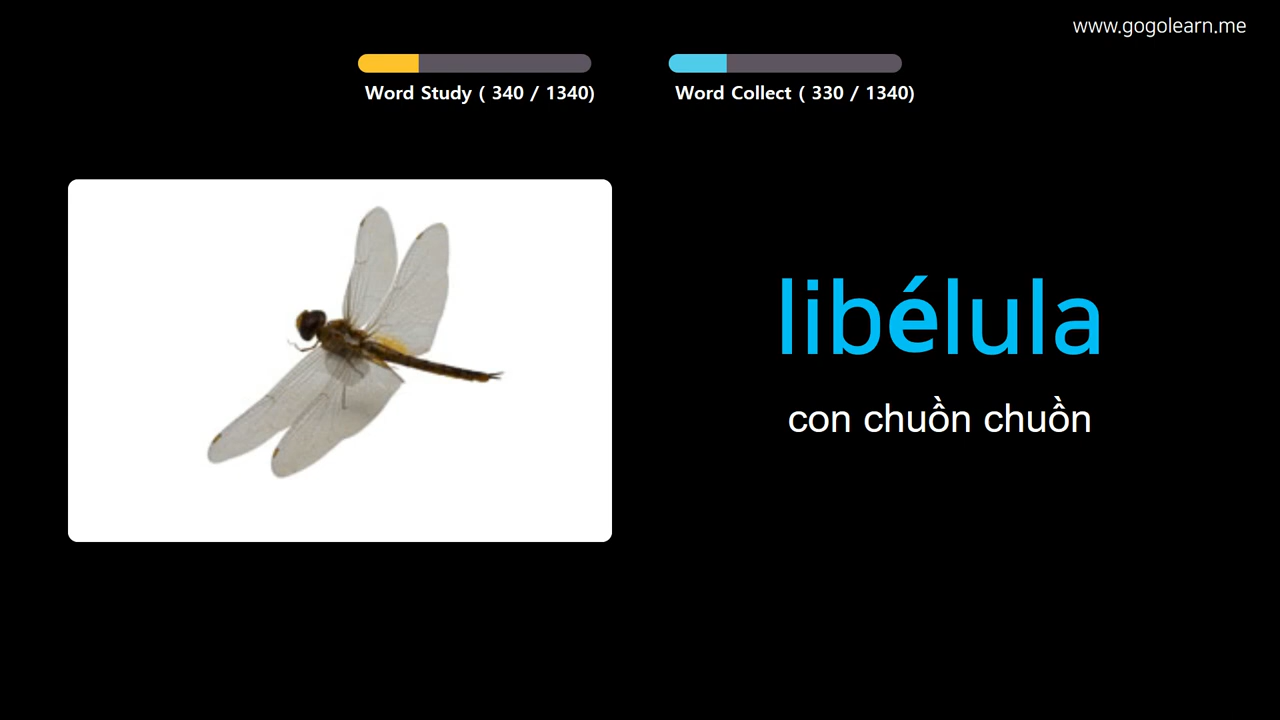 www.gogolearn.me
Word Study ( 340 / 1340)
Word Collect ( 330 / 1340)
libélula
con chuồn chuồn